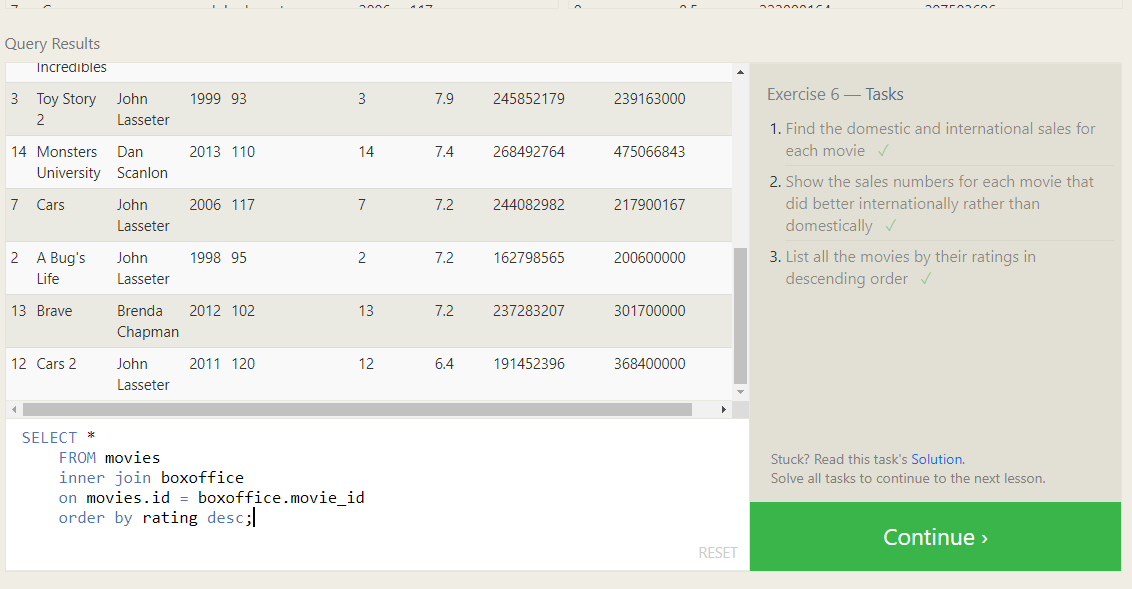 Query Results
Incredibles
3 Toy Story John 1999 93 3 7.9 245852179 239163000
2 Lasseter
14 Monsters Dan 2013 110 14 7.4 268492764 475066843
University Scanlon
7 Cars John 2006 117 7 7.2 244082982 217900167
Lasseter
2 A Bug's John 1998 95 2 7.2 162798565 200600000
Life Lasseter
13 Brave Brenda 2012 102 13 7.2 237283207 301700000
Chapman
12 Cars 2 John 2011 120 12 6.4 191452396 368400000
Lasseter
SELECT *
FROM movies
inner join boxoffice
on movies.id = boxoffice.movie_id
order by rating desc;
RESET
Exercise 6 — Tasks
1. Find the domestic and international sales for
each movie ✓
2. Show the sales numbers for each movie that
did better internationally rather than
domestically ✓
3. List all the movies by their ratings in
descending order ✓
Stuck? Read this task's Solution.
Solve all tasks to continue to the next lesson.
Continue ›